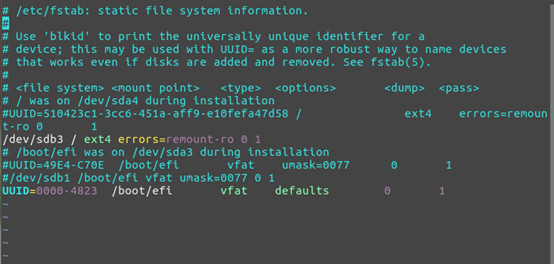 # /etc/fstab: static file system information.
#
# Use 'blkid' to print the universally unique identifier for a
# device; this may be used with UUID= as a more robust way to name devices
# that works even if disks are added and removed. See fstab(5).
#
# <file system> <mount point>   <type>  <options>       <dump>  <pass>
# / was on /dev/sda4 during installation
#UUID=510423c1-3cc6-451a-aff9-e10fefa47d58 /               ext4    errors=remoun
t-ro 0       1
/dev/sdb3 / ext4 errors=remount-ro 0 1
# /boot/efi was on /dev/sda3 during installation
#UUID=49E4-C70E  /boot/efi       vfat    umask=0077      0       1
#/dev/sdb1 /boot/efi vfat umask=0077 0 1
UUID=0000-4823  /boot/efi       vfat    defaults        0       1
~
~
~
~
~